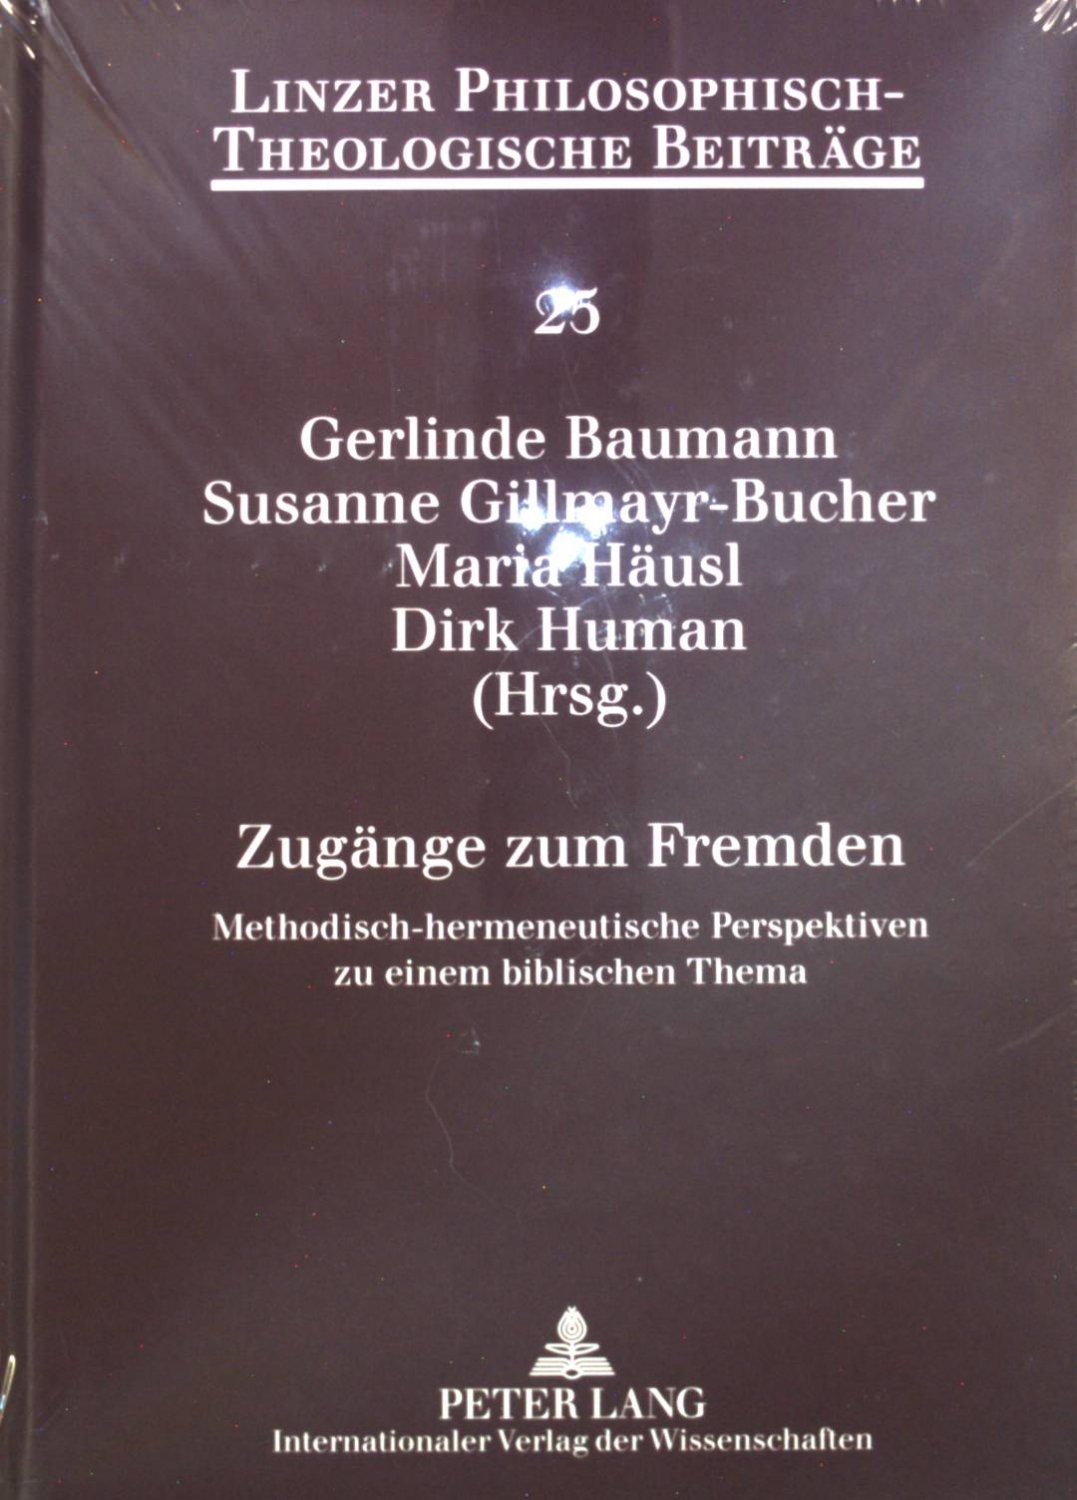 LINZER PHILOSOPHISCH-
THEOLOGISCHE BEITRÄGE
25
Gerlinde Baumann
Susanne Gillmayr-Bucher
Maria Häusl
Dirk Human
(Hrsg.)
Zugänge zum Fremden
Methodisch-hermeneutische Perspektiven
zu einem biblischen Thema
PETER LANG
Internationaler Verlag der Wissenschaften